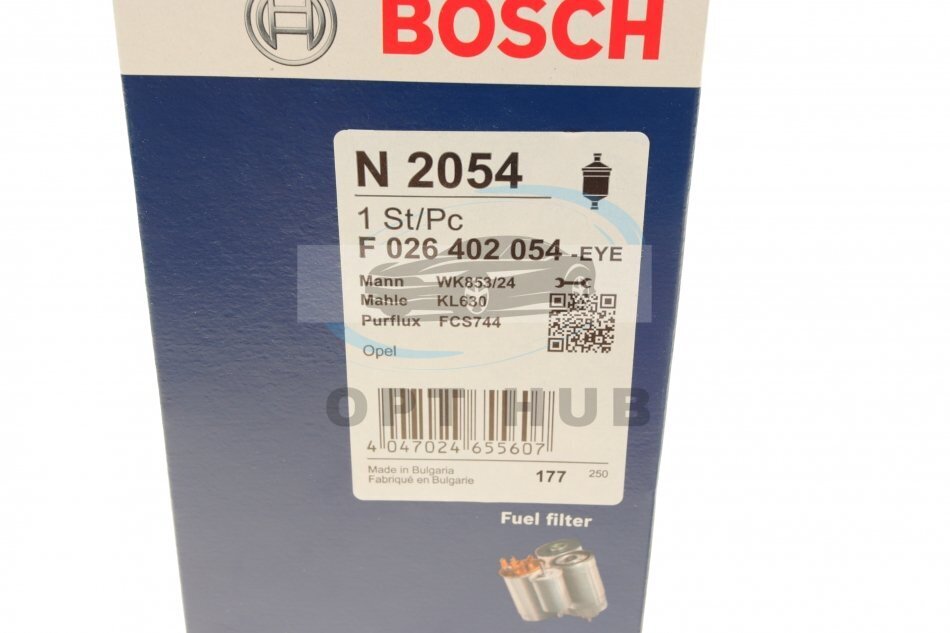 BOSCH
N 2054
1 St/Pc
F 026 402 054 -EYE
Mann WK853/24
Mahle KL630
Purflux FCS744
Opel
OPT HUB
4 047024 655607
Made in Bulgaria
Fabriqué en Bulgarie
177 250
Fuel filter